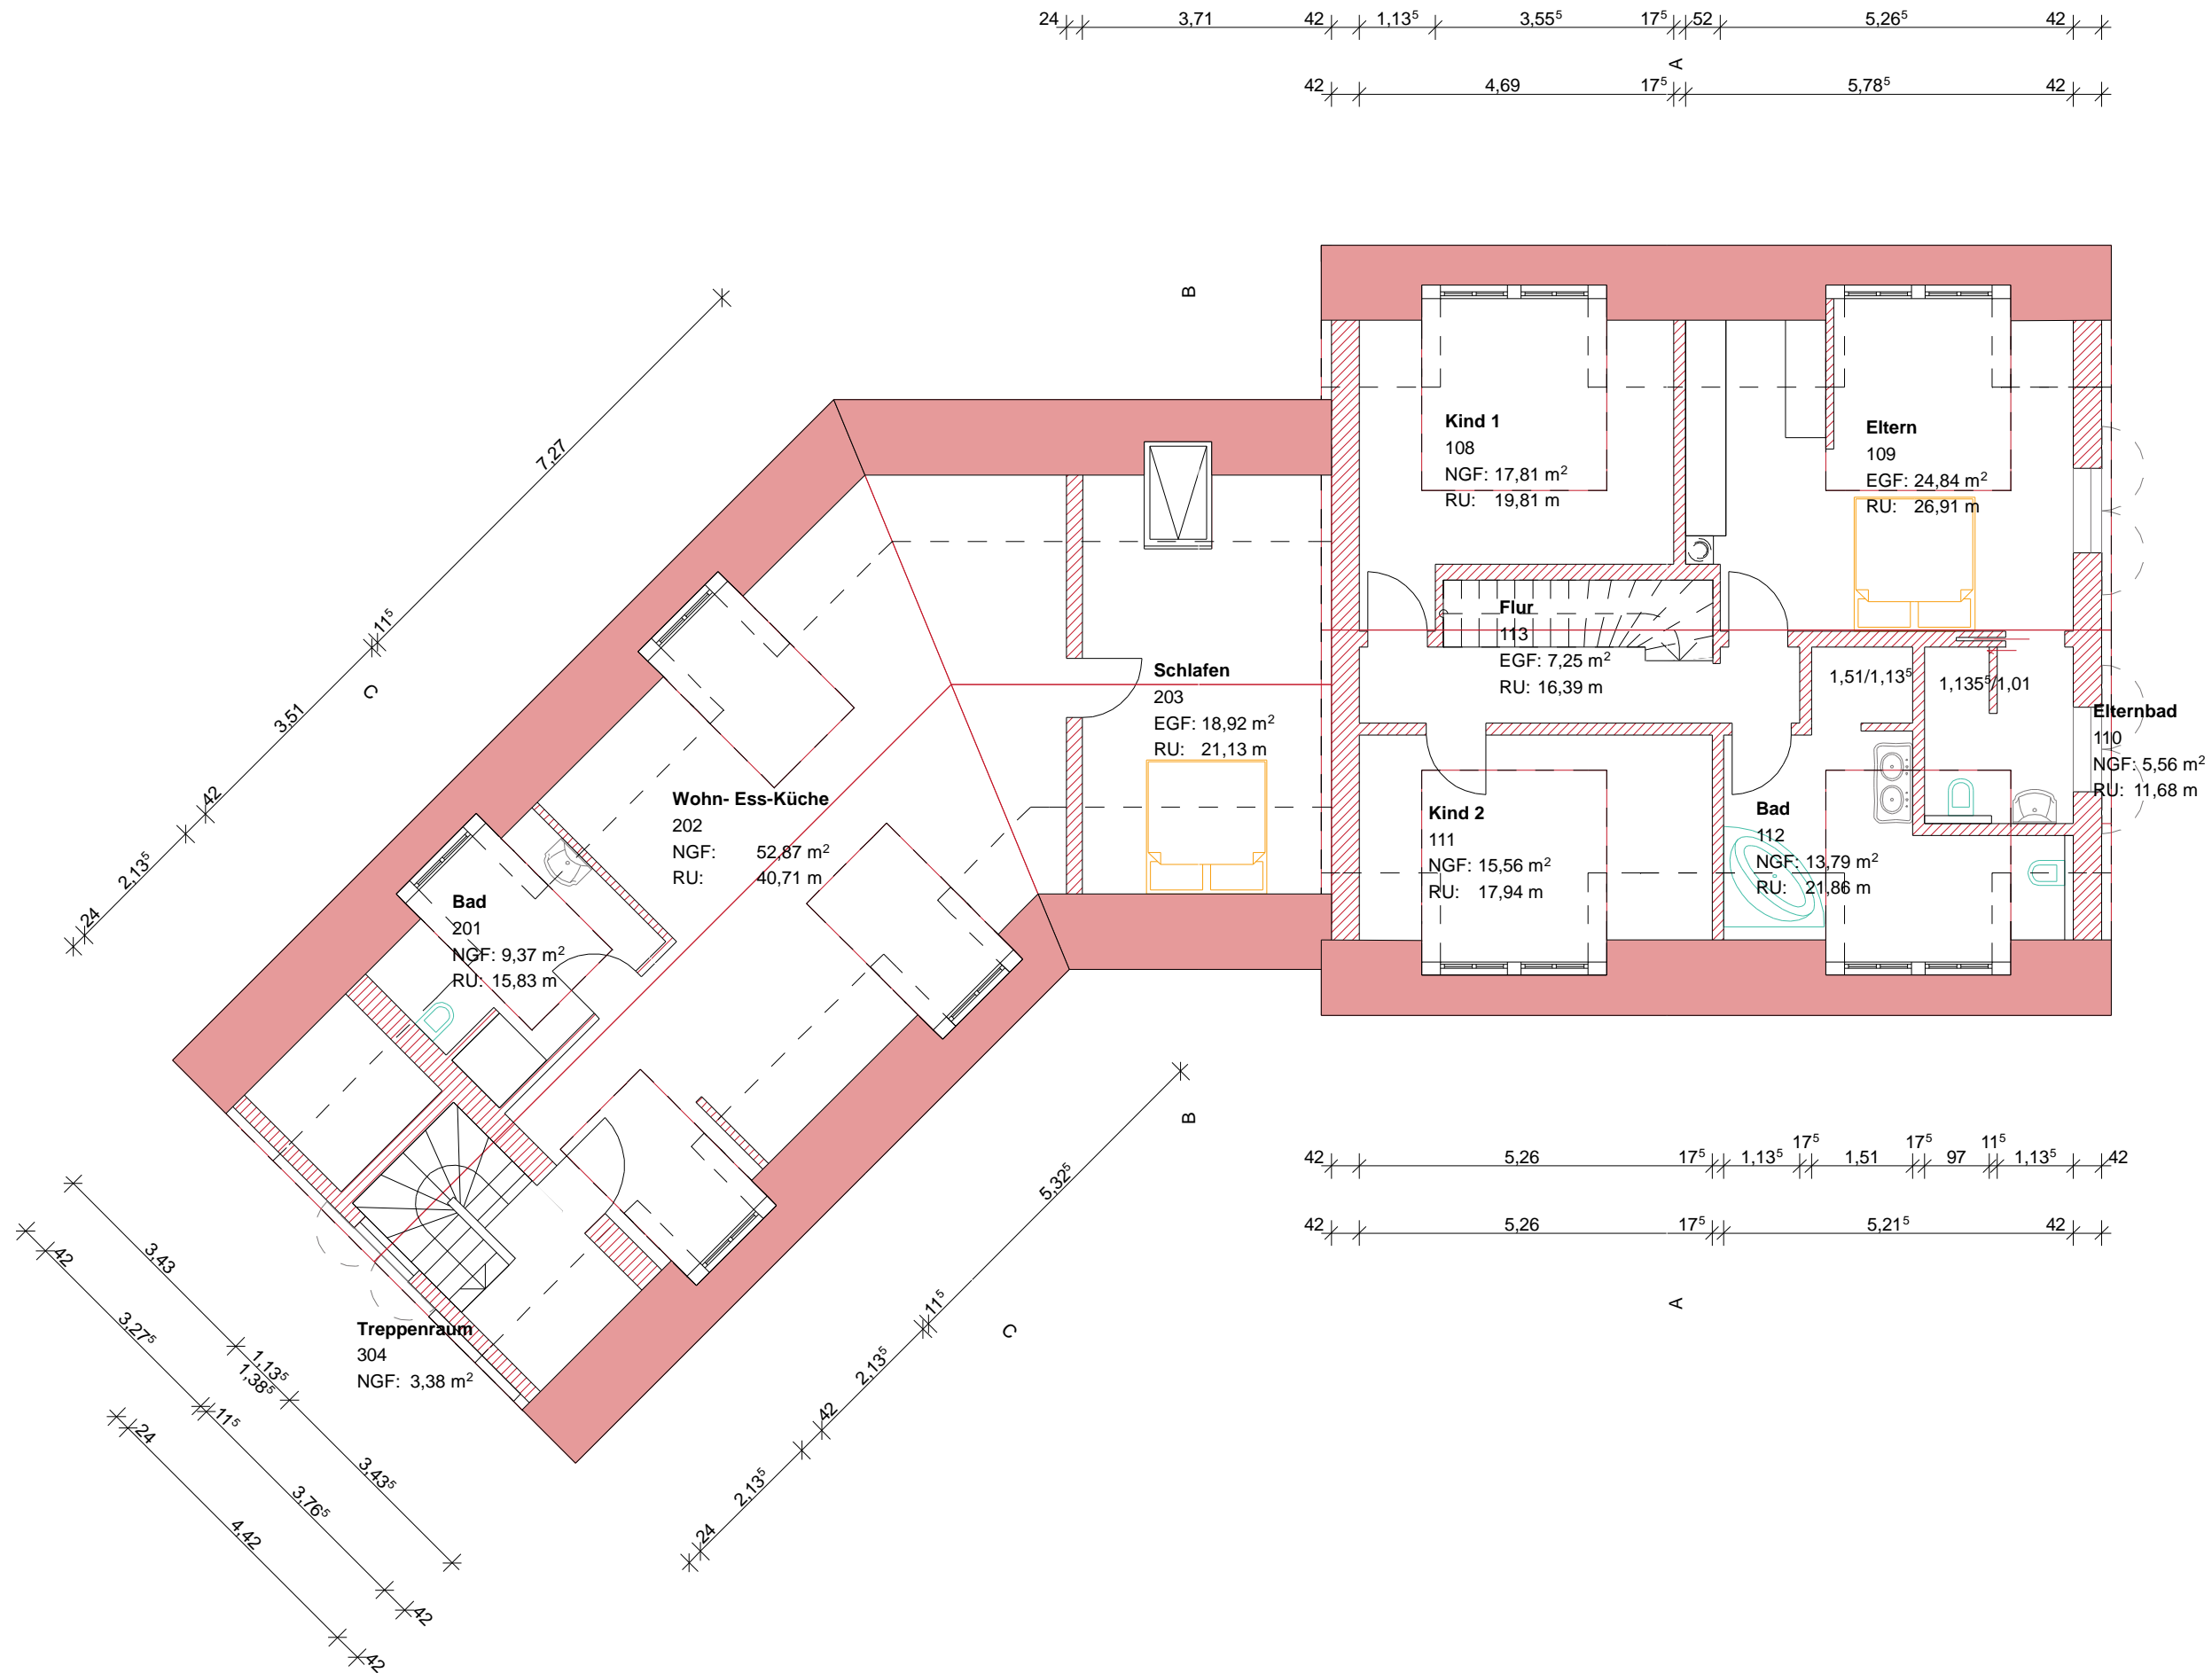 24 3,71 42 1,13⁵ 3,55⁵ 17⁵ 52 5,26⁵ 42
A
42 4,69 17⁵ 5,78⁵ 42
B
7,27
11⁵
C
3,51
42
2,13⁵
24
Kind 1
108
NGF: 17,81 m²
RU: 19,81 m
Eltern
109
EGF: 24,84 m²
RU: 26,91 m
Flur
113
EGF: 7,25 m²
RU: 16,39 m
Schlafen
203
EGF: 18,92 m²
RU: 21,13 m
1,51/1,13⁵
1,135⁵/1,01
Elternbad
110
NGF: 5,56 m²
RU: 11,68 m
Wohn- Ess-Küche
202
NGF: 52,87 m²
RU: 40,71 m
Kind 2
111
NGF: 15,56 m²
RU: 17,94 m
Bad
112
NGF: 13,79 m²
RU: 21,86 m
Bad
201
NGF: 9,37 m²
RU: 15,83 m
Treppenraum
304
NGF: 3,38 m²
B
5,32⁵
11⁵
C
2,13⁵
42
2,13⁵
24
42 5,26 17⁵ 1,13⁵ 17⁵ 1,51 17⁵ 97 11⁵ 1,13⁵ 42
42 5,26 17⁵ 5,21⁵ 42
A
3,43
1,13⁵
1,38⁵
3,43⁵
42
3,27⁵
11⁵
3,76⁵
42
24
4,42
42